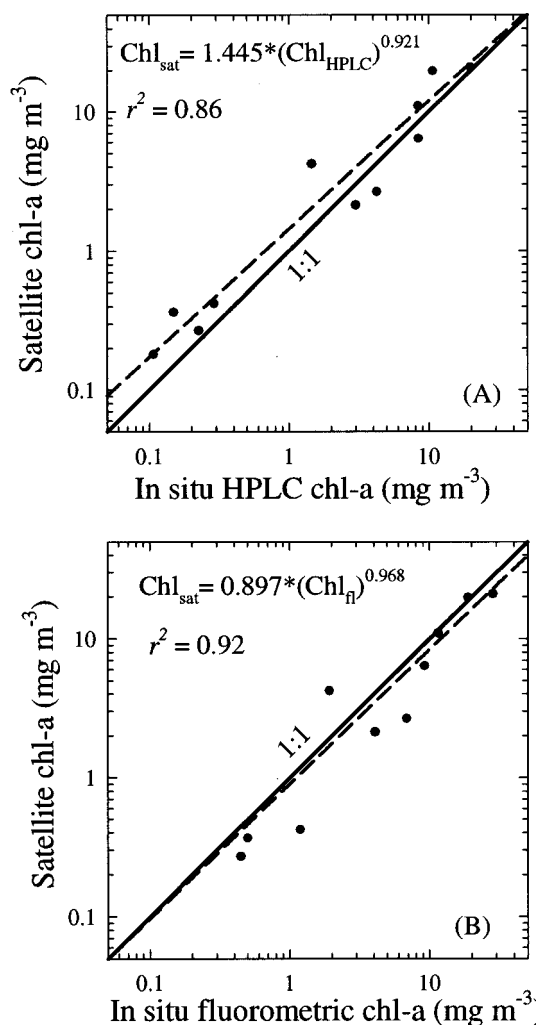 Chl_sat = 1.445*(Chl_HPLC)^0.921
r² = 0.86
10
1
0.1
Satellite chl-a (mg m⁻³)
1:1
(A)
0.1 1 10
In situ HPLC chl-a (mg m⁻³)
Chl_sat = 0.897*(Chl_fl)^0.968
r² = 0.92
10
1
0.1
Satellite chl-a (mg m⁻³)
1:1
(B)
0.1 1 10
In situ fluorometric chl-a (mg m⁻³)